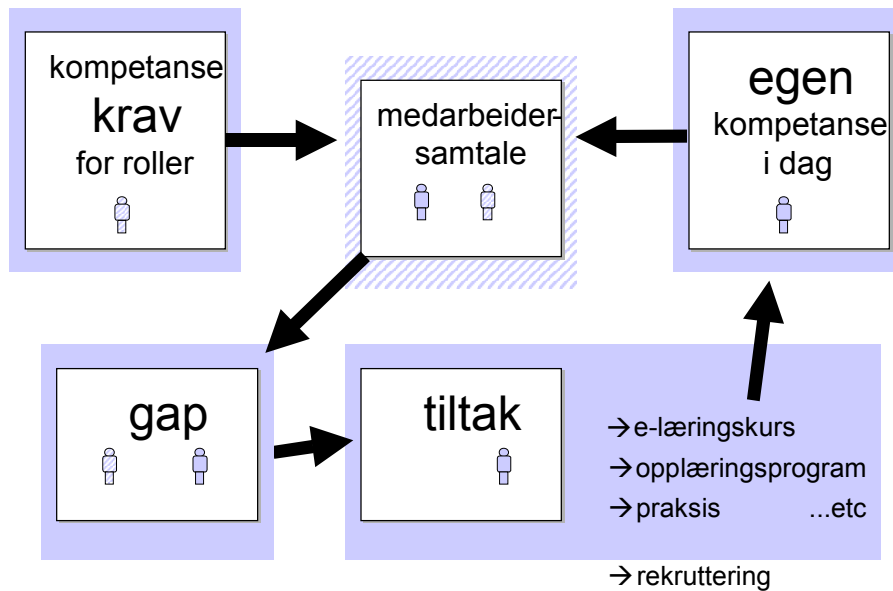 kompetanse
krav
for roller
medarbeider-
samtale
egen
kompetanse
i dag
gap
tiltak
→e-læringskurs
→opplæringsprogram
→praksis ...etc
→rekruttering